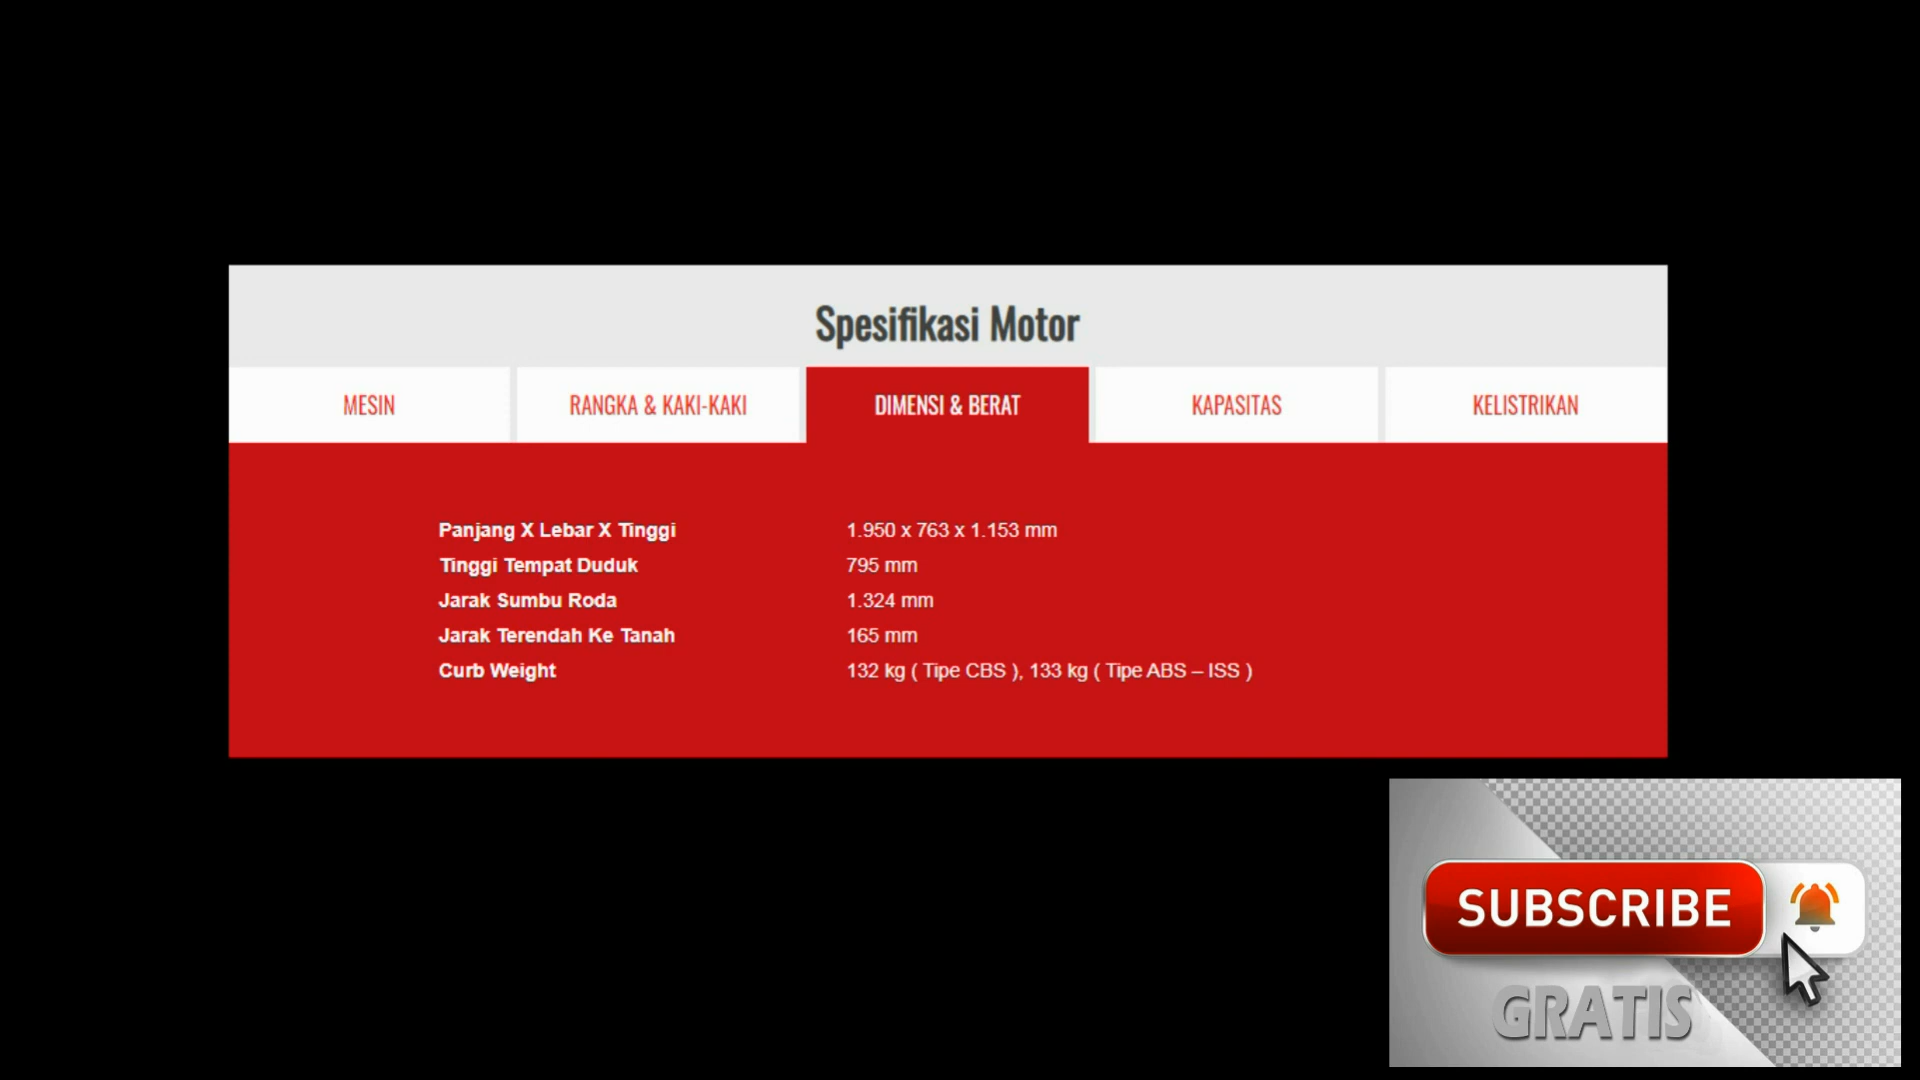 Spesifikasi Motor
MESIN
RANGKA & KAKI-KAKI
DIMENSI & BERAT
KAPASITAS
KELISTRIKAN
Panjang X Lebar X Tinggi 1.950 x 763 x 1.153 mm
Tinggi Tempat Duduk 795 mm
Jarak Sumbu Roda 1.324 mm
Jarak Terendah Ke Tanah 165 mm
Curb Weight 132 kg ( Tipe CBS ), 133 kg ( Tipe ABS – ISS )
SUBSCRIBE
GRATIS